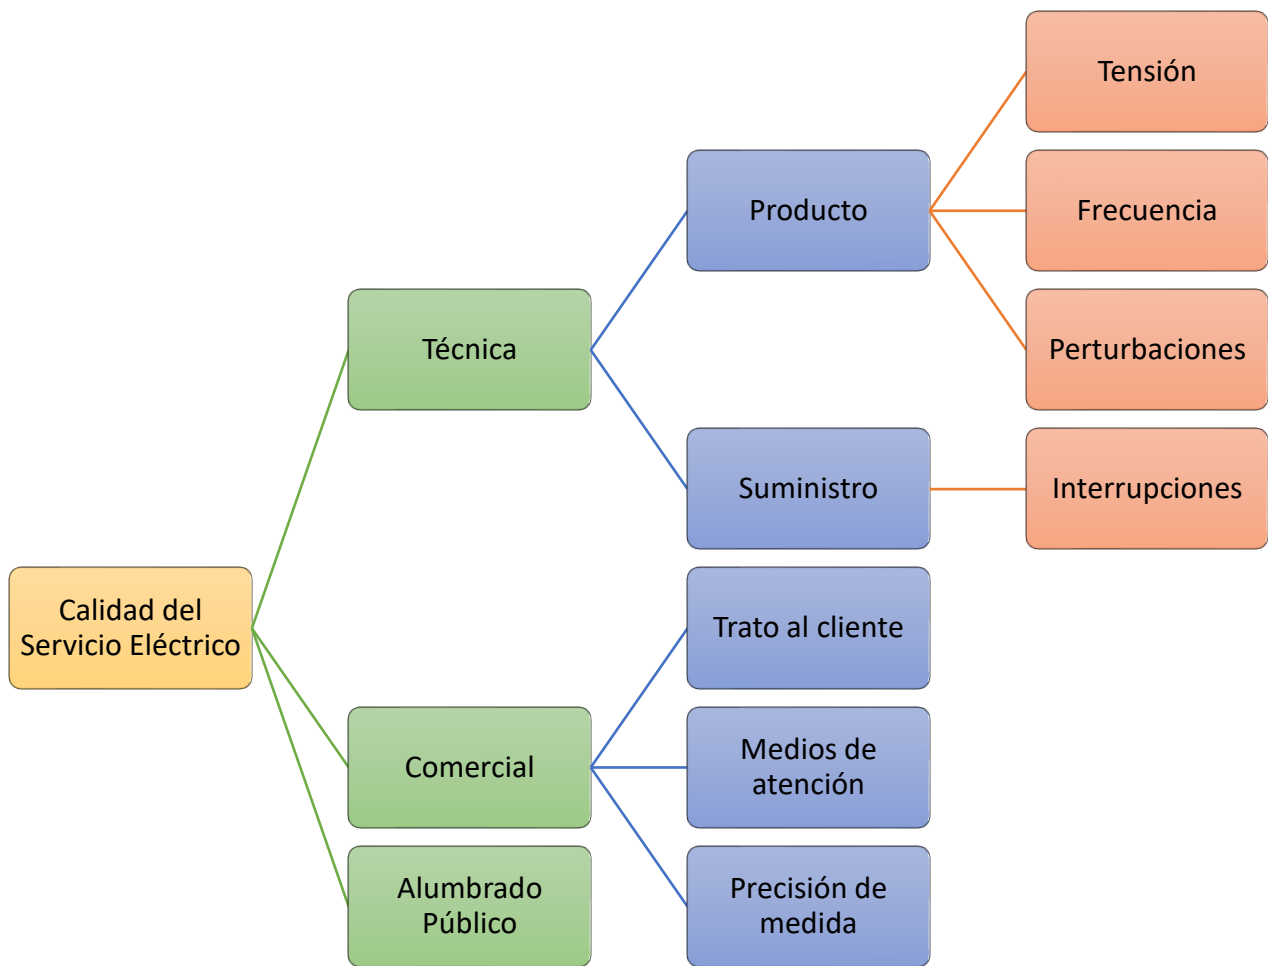 Tensión
Producto
Frecuencia
Técnica
Perturbaciones
Suministro
Interrupciones
Calidad del
Servicio Eléctrico
Trato al cliente
Comercial
Medios de
atención
Alumbrado
Público
Precisión de
medida